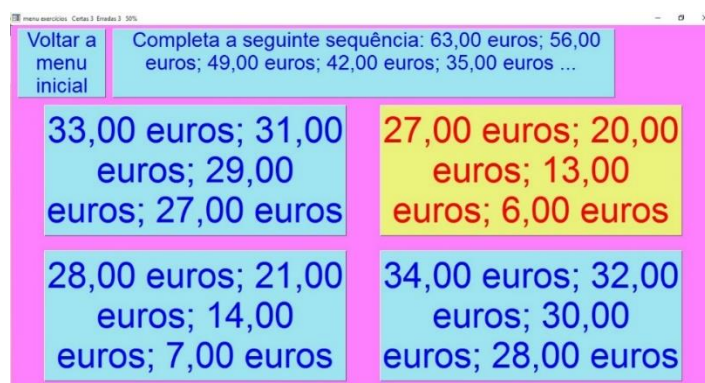 menu exercícios Certas 3 Erradas 3 50%
Voltar a
menu
inicial
Completa a seguinte sequência: 63,00 euros; 56,00
euros; 49,00 euros; 42,00 euros; 35,00 euros ...
33,00 euros; 31,00
euros; 29,00
euros; 27,00 euros
27,00 euros; 20,00
euros; 13,00
euros; 6,00 euros
28,00 euros; 21,00
euros; 14,00
euros; 7,00 euros
34,00 euros; 32,00
euros; 30,00
euros; 28,00 euros